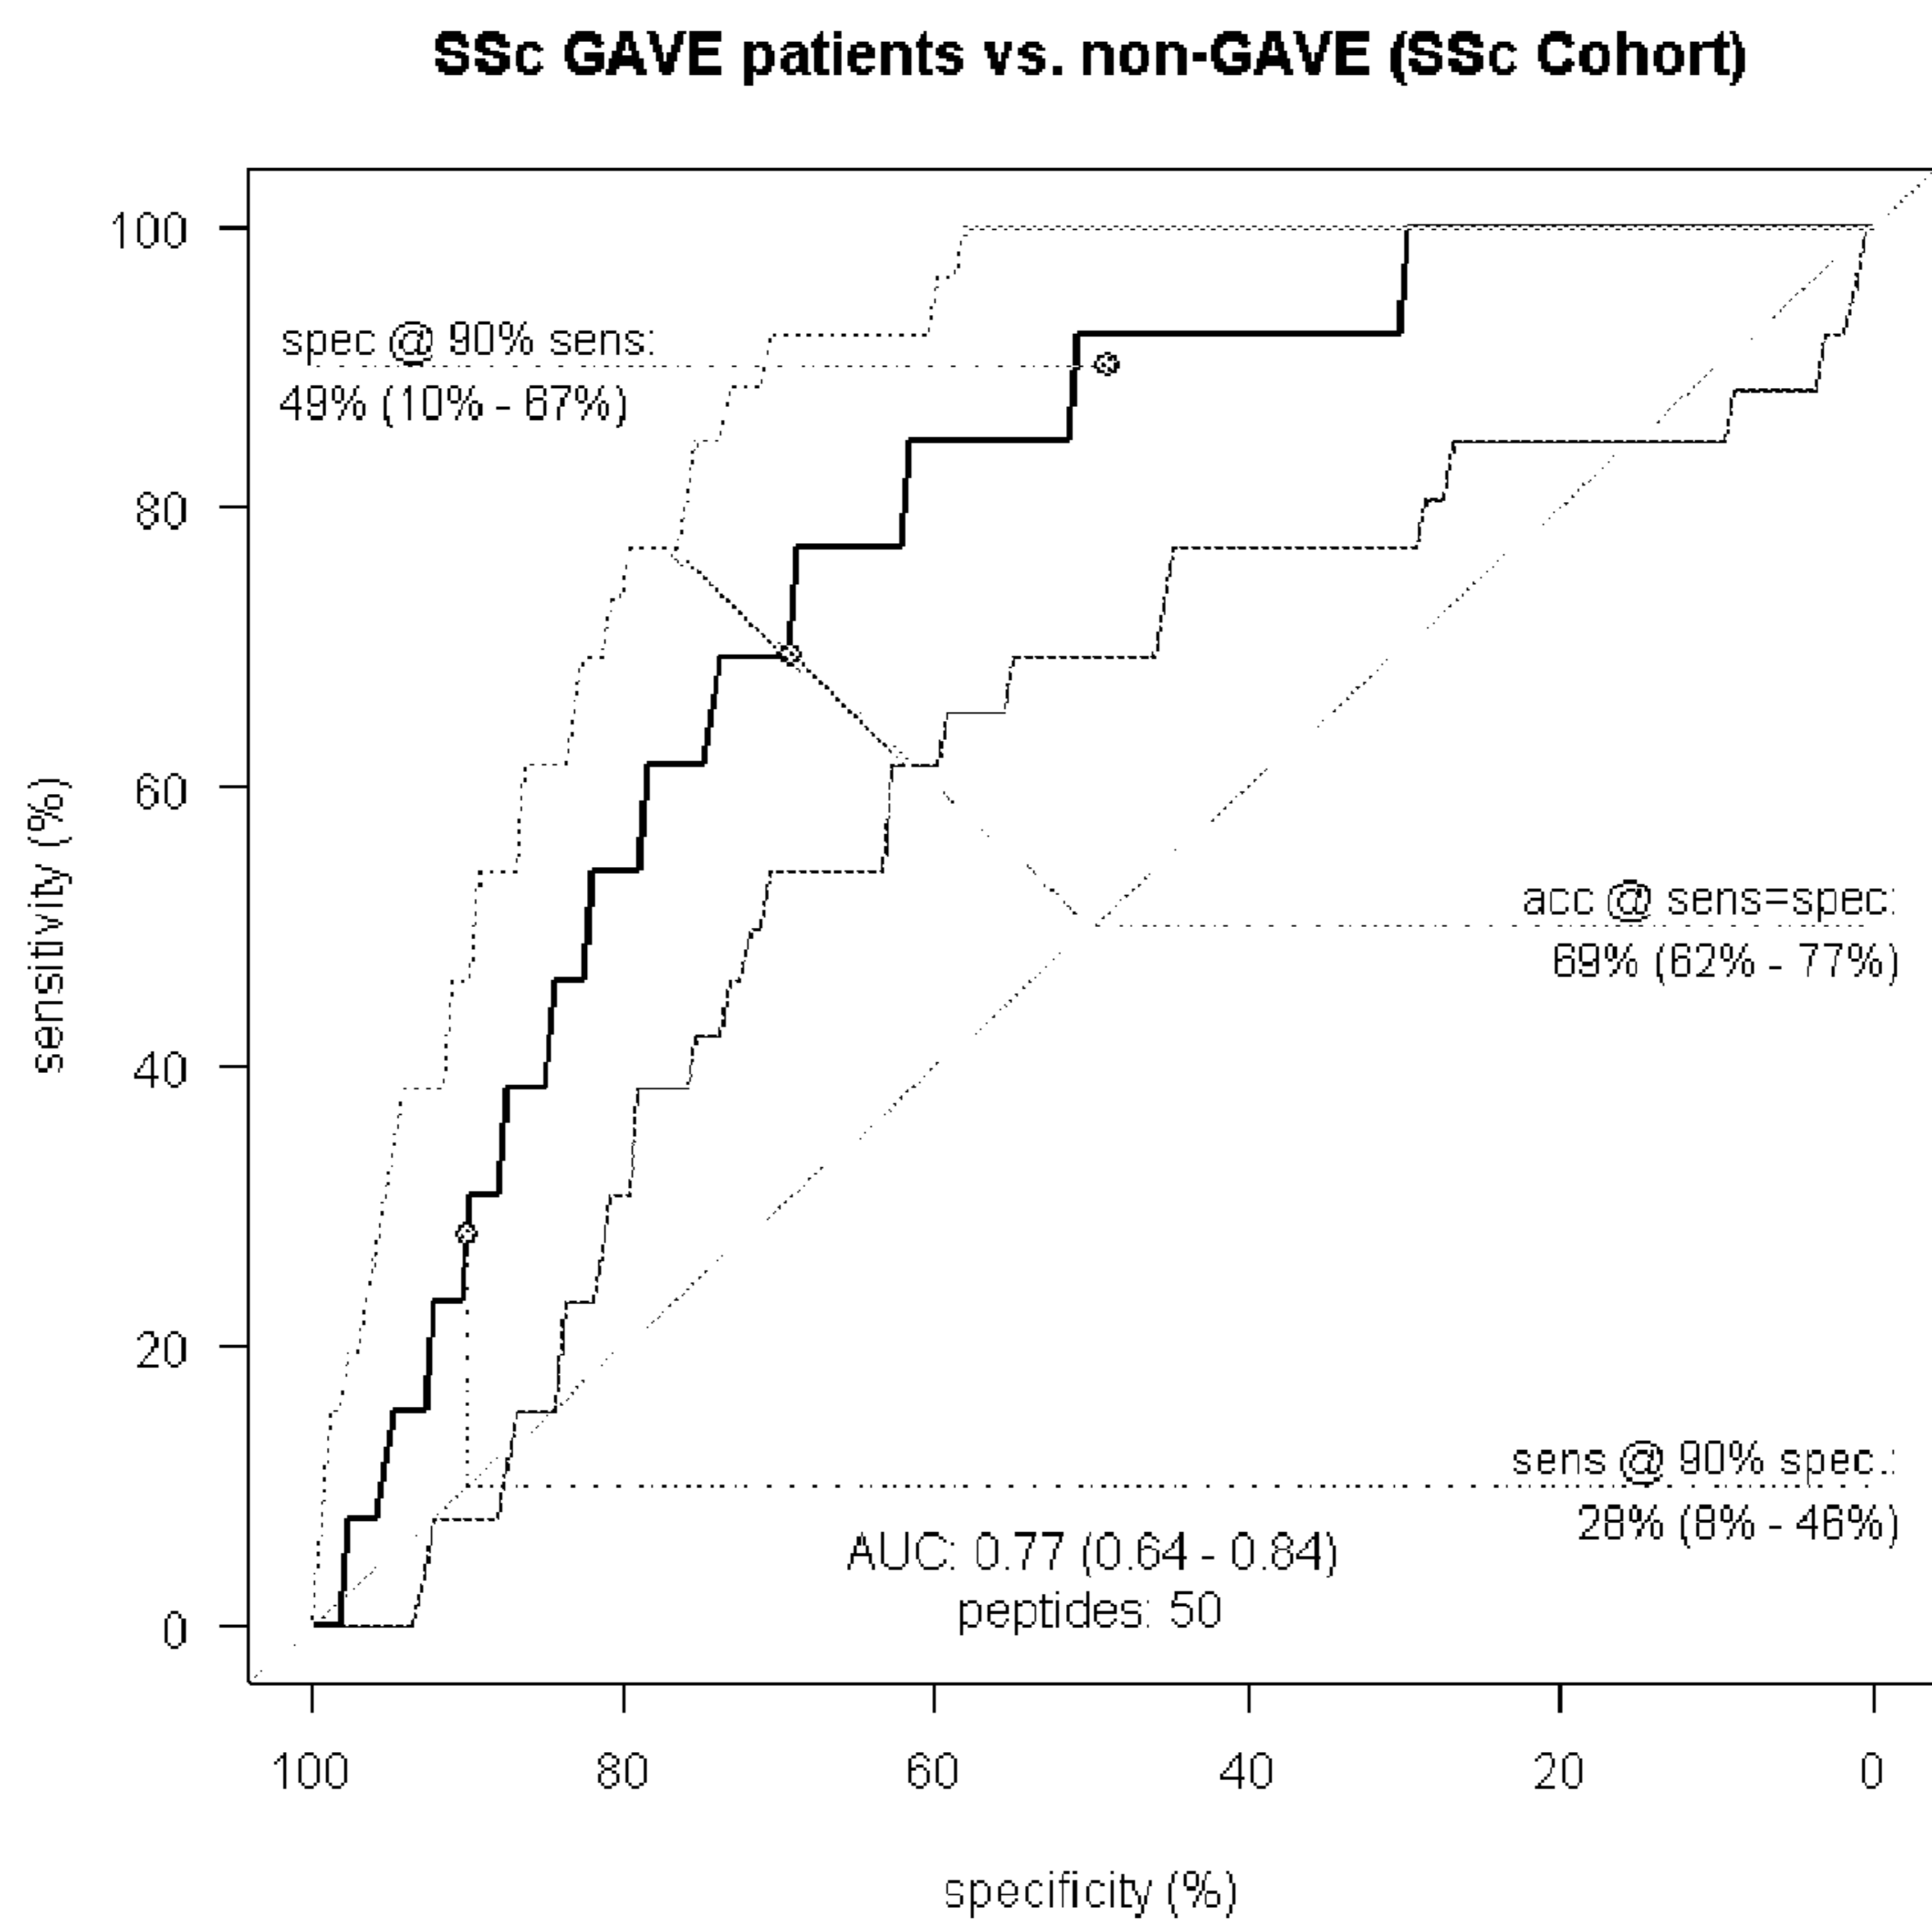 SSc GAVE patients vs. non-GAVE (SSc Cohort)
100
spec @ 90% sens:
49% (10% - 67%)
80
60
sensitivity (%)
acc @ sens=spec:
69% (62% - 77%)
40
20
sens @ 90% spec.:
28% (8% - 46%)
AUC: 0.77 (0.64 - 0.84)
peptides: 50
0
100 80 60 40 20 0
specificity (%)